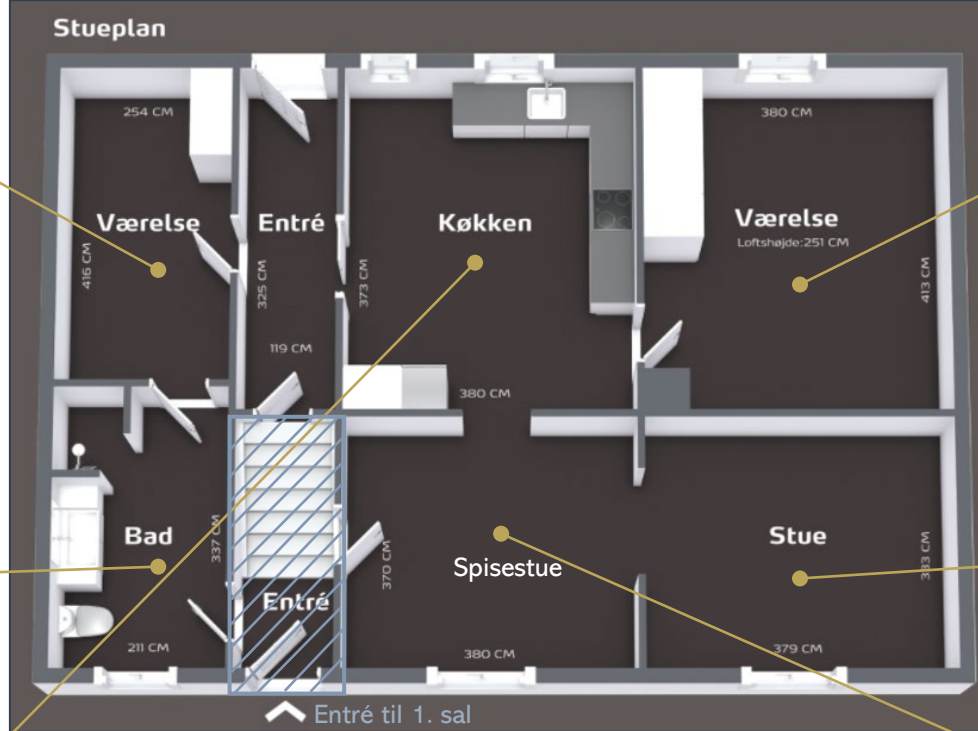 Stueplan
254 CM
380 CM
Værelse
Entré
Køkken
Værelse
Loftshøjde:251 CM
416 CM
325 CM
373 CM
413 CM
119 CM
380 CM
Bad
337 CM
Entré
370 CM
Spisestue
Stue
383 CM
211 CM
380 CM
379 CM
Entré til 1. sal